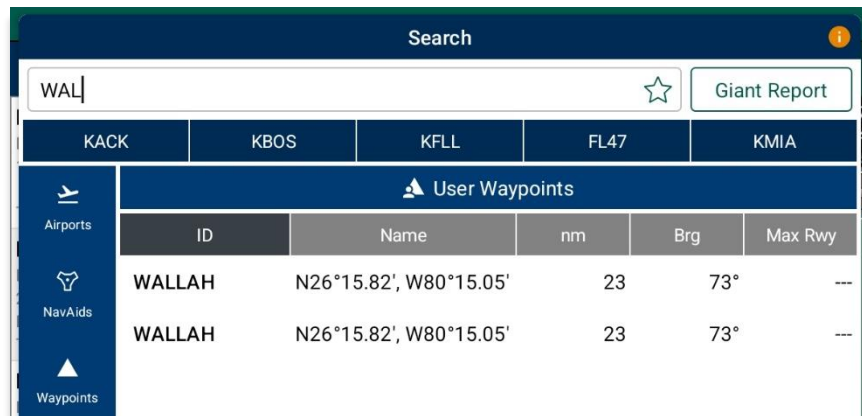 Search
WAL
Giant Report
KACK KBOS KFLL FL47 KMIA
User Waypoints
Airports
ID Name nm Brg Max Rwy
WALLAH N26°15.82', W80°15.05' 23 73° ---
NavAids
WALLAH N26°15.82', W80°15.05' 23 73° ---
Waypoints